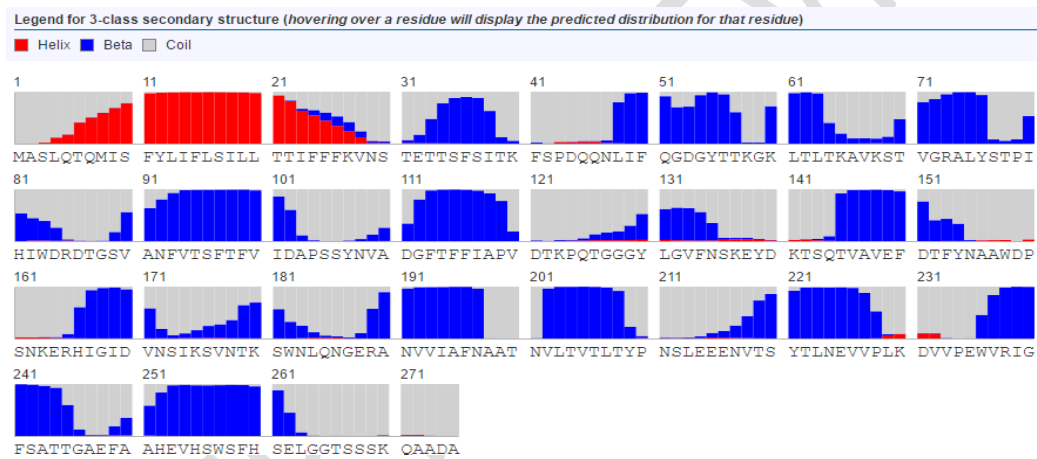 Legend for 3-class secondary structure (hovering over a residue will display the predicted distribution for that residue)
Helix Beta Coil
1 11 21 31 41 51 61 71
MASLQTQMIS FYLIFLSILL TTIFFFKVNS TETTSFSITK FSPDQQNLIF QGDGYTTKGK LTLTKAVKST VGRALYSTPI
81 91 101 111 121 131 141 151
HIWDRDTGSV ANFVTSFTFV IDAPSSYNVA DGFTFFIAPV DTKPQTGGGY LGVFNSKEYD KTSQTVAVEF DTFYNAAWDP
161 171 181 191 201 211 221 231
SNKERHIGID VNSIKSVNTK SWNLQNGERA NVVIAFNAAT NVLTVTLTYP NSLEEENVTS YTLNEVVPLK DVVPEWVRIG
241 251 261 271
FSATTGAEFA AHEVHSWSFH SELGGTSSSK QAADA